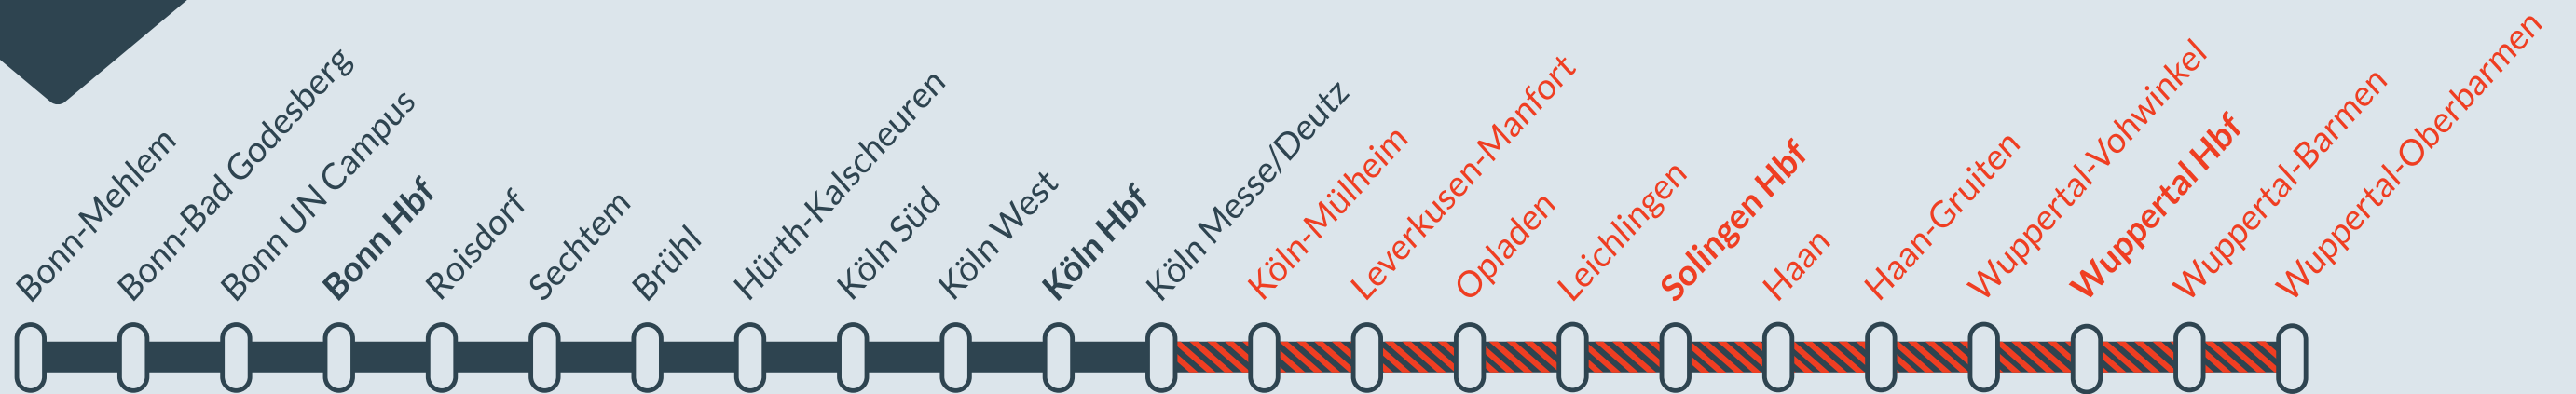 Bonn-Mehlem
Bonn-Bad Godesberg
Bonn UN Campus
Bonn Hbf
Roisdorf
Sechtem
Brühl
Hürth-Kalscheuren
Köln Süd
Köln West
Köln Hbf
Köln Messe/Deutz
Köln-Mülheim
Leverkusen-Manfort
Opladen
Leichlingen
Solingen Hbf
Haan
Haan-Gruiten
Wuppertal-Vohwinkel
Wuppertal Hbf
Wuppertal-Barmen
Wuppertal-Oberbarmen